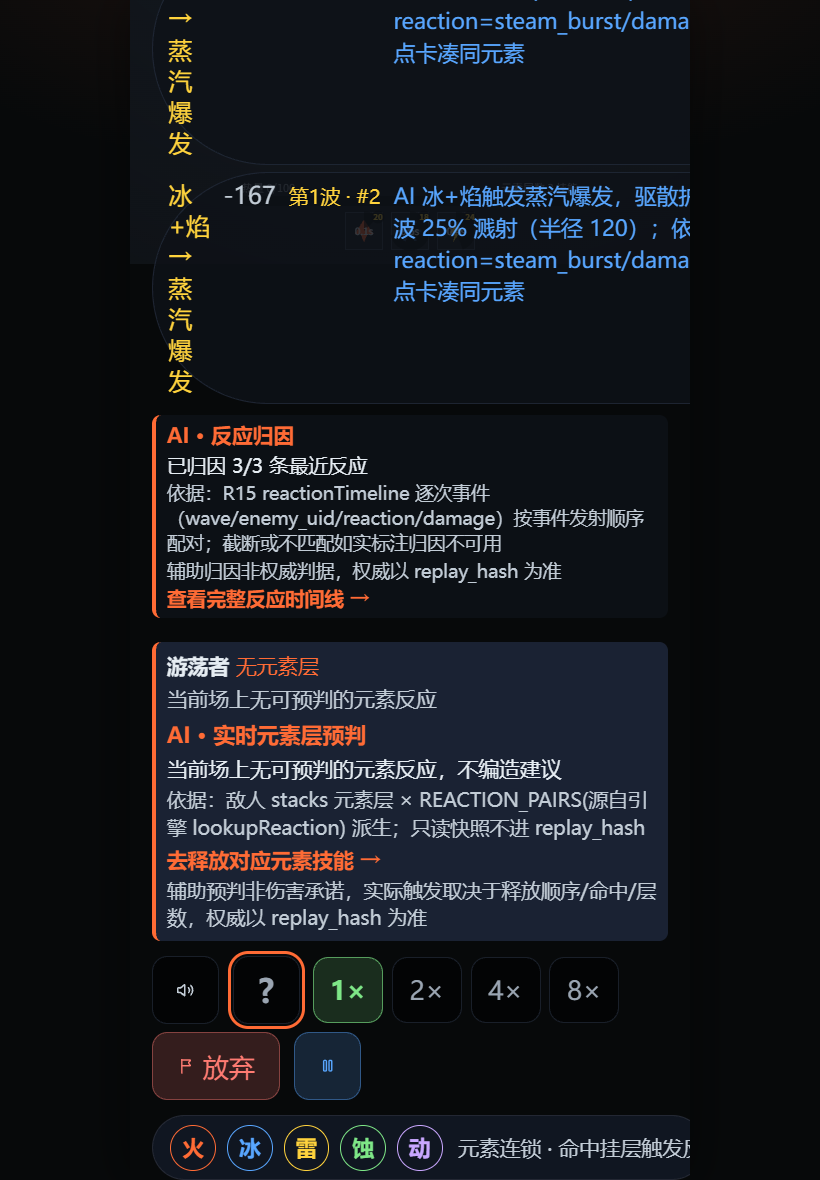 →
蒸
汽
爆
发
reaction=steam_burst/dama
点卡凑同元素
冰
+焰
→
蒸
汽
爆
发
-167 第1波 · #2
AI 冰+焰触发蒸汽爆发，驱散护
波 25% 溅射（半径 120）；依
reaction=steam_burst/dama
点卡凑同元素
AI · 反应归因
已归因 3/3 条最近反应
依据：R15 reactionTimeline 逐次事件
（wave/enemy_uid/reaction/damage）按事件发射顺序
配对；截断或不匹配如实标注归因不可用
辅助归因非权威判据，权威以 replay_hash 为准
查看完整反应时间线 →
游荡者 无元素层
当前场上无可预判的元素反应
AI · 实时元素层预判
当前场上无可预判的元素反应，不编造建议
依据：敌人 stacks 元素层 × REACTION_PAIRS(源自引
擎 lookupReaction) 派生；只读快照不进 replay_hash
去释放对应元素技能 →
辅助预判非伤害承诺，实际触发取决于释放顺序/命中/层
数，权威以 replay_hash 为准
? 1× 2× 4× 8×
放弃
火 冰 雷 蚀 动 元素连锁 · 命中挂层触发